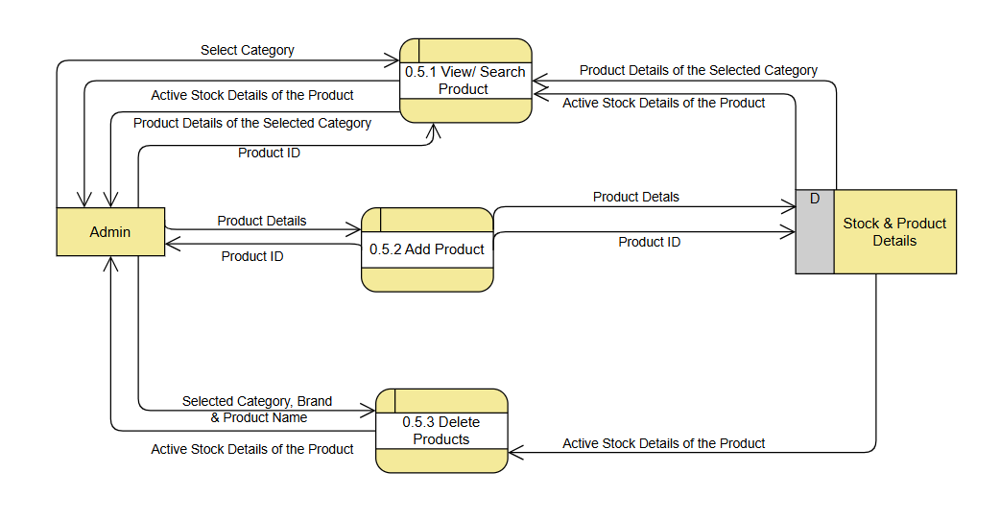 Select Category
0.5.1 View/ Search
Product
Product Details of the Selected Category
Active Stock Details of the Product
Active Stock Details of the Product
Product Details of the Selected Category
Product ID
Admin
Product Details
Product ID
0.5.2 Add Product
Product Detals
Product ID
D
Stock & Product
Details
Selected Category, Brand
& Product Name
Active Stock Details of the Product
0.5.3 Delete
Products
Active Stock Details of the Product